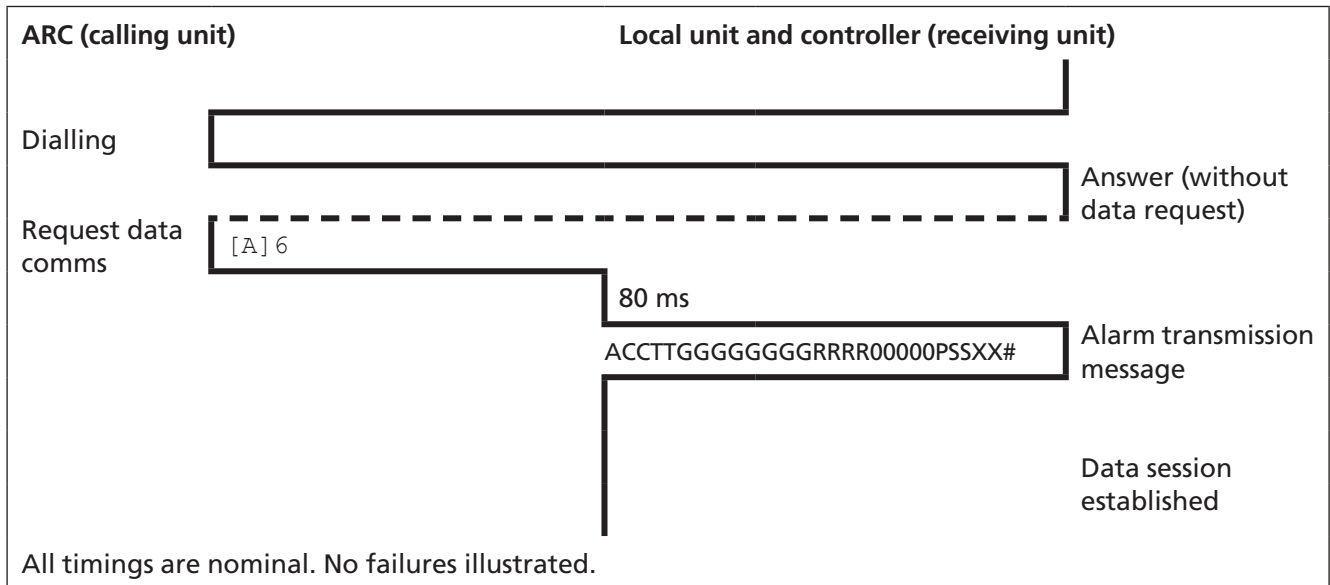 ARC (calling unit)
Local unit and controller (receiving unit)
Dialling
Answer (without
data request)
Request data
comms
[A]6
80 ms
Alarm transmission
message
ACCTTGGGGGGGGRRRR00000PSSXX#
Data session
established
All timings are nominal. No failures illustrated.